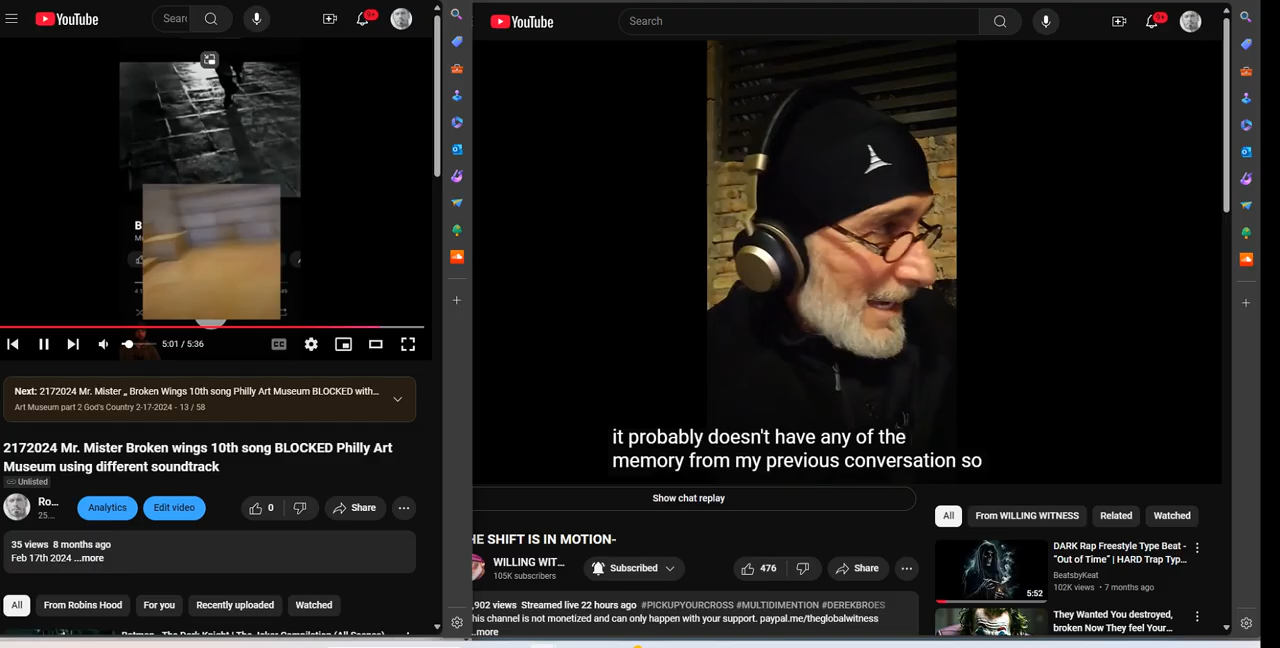 YouTube
Sear
9+
B
5:01 / 5:36
Next: 2172024 Mr. Mister ,, Broken Wings 10th song Philly Art Museum BLOCKED with...
Art Museum part 2 God's Country 2-17-2024 - 13 / 58
2172024 Mr. Mister Broken wings 10th song BLOCKED Philly Art
Museum using different soundtrack
Unlisted
Ro...
25...
Analytics
Edit video
0
Share
35 views 8 months ago
Feb 17th 2024 ...more
All
From Robins Hood
For you
Recently uploaded
Watched
Batman - The Dark Knight | The Joker Compilation (All Scenes)
YouTube
Search
9+
it probably doesn't have any of the
memory from my previous conversation so
Show chat replay
HE SHIFT IS IN MOTION-
WILLING WIT...
105K subscribers
Subscribed
476
Share
,902 views Streamed live 22 hours ago #PICKUPYOURCROSS #MULTIDIMENTION #DEREKBROES
his channel is not monetized and can only happen with your support. paypal.me/theglobalwitness
...more
All
From WILLING WITNESS
Related
Watched
DARK Rap Freestyle Type Beat -
"Out of Time" | HARD Trap Typ...
BeatsbyKeat
102K views • 7 months ago
5:52
They Wanted You destroyed,
broken Now They feel Your...